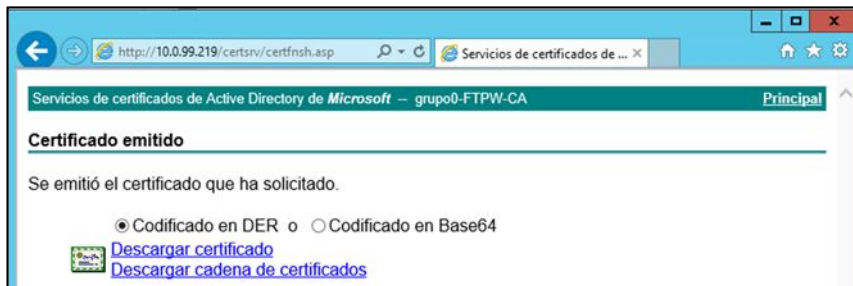 http://10.0.99.219/certsrv/certfnsh.asp
Servicios de certificados de ...
Servicios de certificados de Active Directory de Microsoft -- grupo0-FTPW-CA
Principal
Certificado emitido
Se emitió el certificado que ha solicitado.
Codificado en DER o Codificado en Base64
Descargar certificado
Descargar cadena de certificados